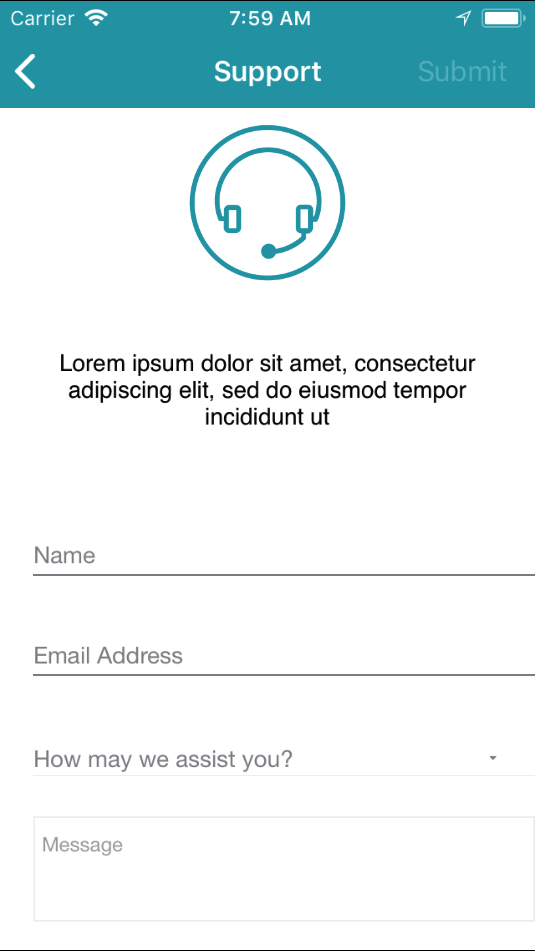 Carrier 7:59 AM
Support Submit
Lorem ipsum dolor sit amet, consectetur
adipiscing elit, sed do eiusmod tempor
incididunt ut
Name
Email Address
How may we assist you?
Message